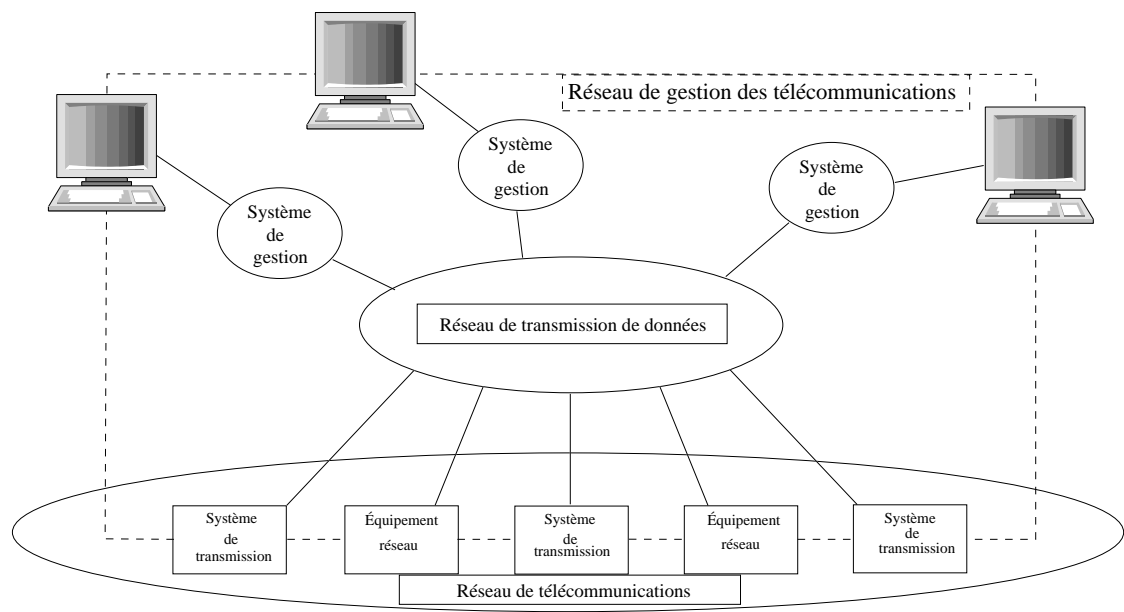 Réseau de gestion des télécommunications
Système
de
gestion
Système
de
gestion
Système
de
gestion
Réseau de transmission de données
Système
de
transmission
Équipement
réseau
Système
de
transmission
Équipement
réseau
Système
de
transmission
Réseau de télécommunications